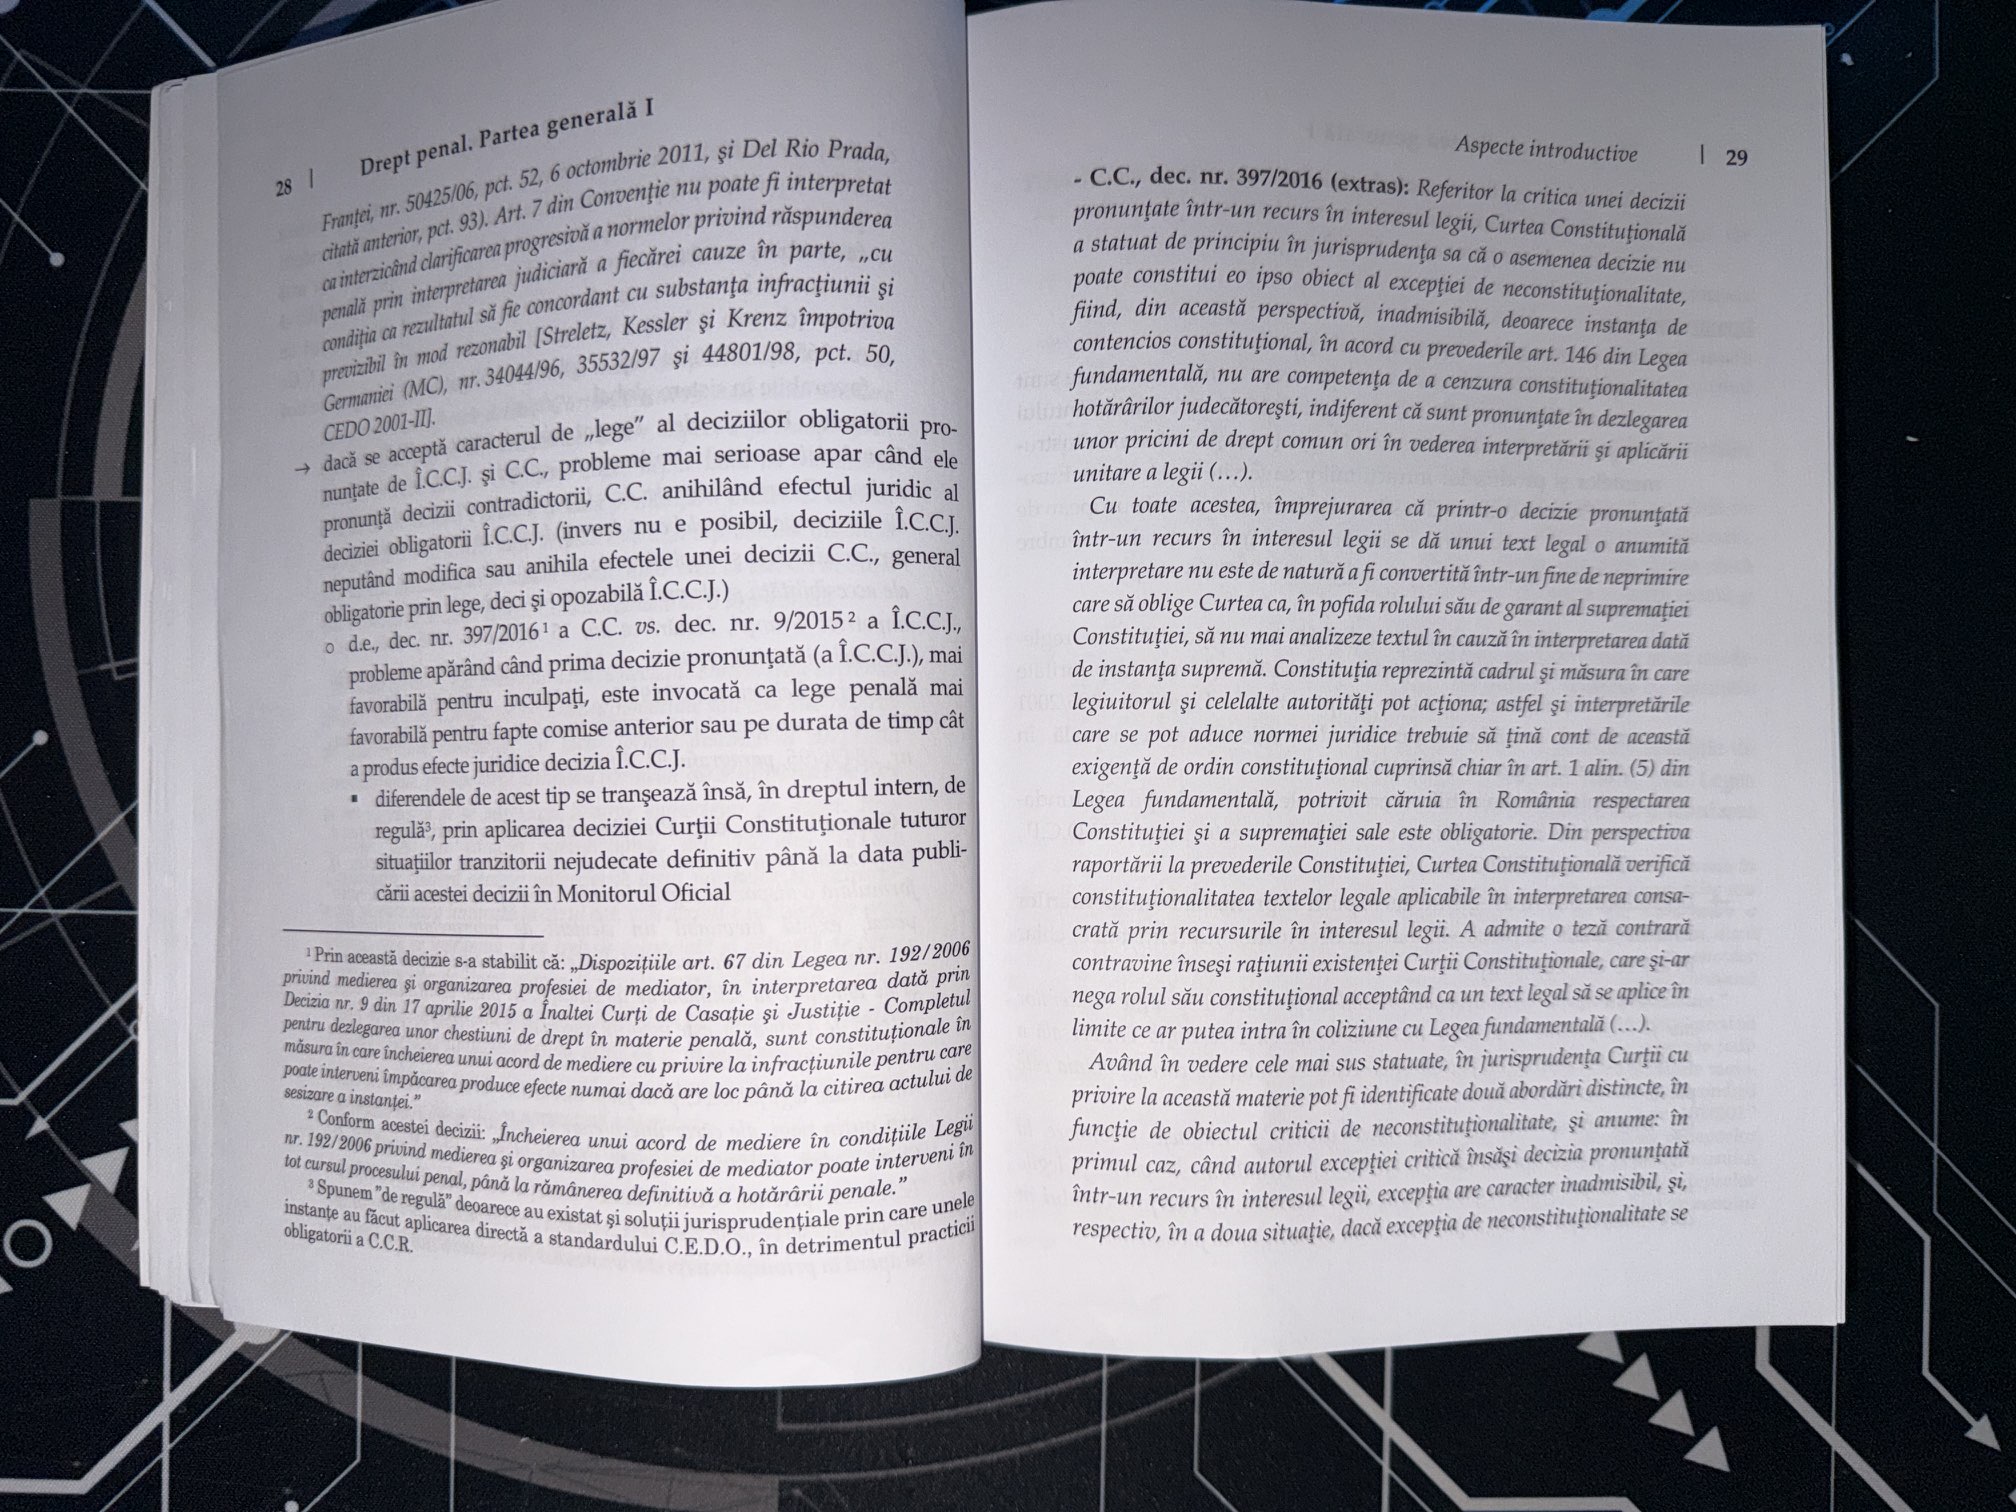 28 | Drept penal. Partea generală I
Franţei, nr. 50425/06, pct. 52, 6 octombrie 2011, şi Del Rio Prada,
citată anterior, pct. 93). Art. 7 din Convenţie nu poate fi interpretat
ca interzicând clarificarea progresivă a normelor privind răspunderea
penală prin interpretarea judiciară a fiecărei cauze în parte, „cu
condiţia ca rezultatul să fie concordant cu substanţa infracţiunii şi
previzibil în mod rezonabil [Streletz, Kessler şi Krenz împotriva
Germaniei (MC), nr. 34044/96, 35532/97 şi 44801/98, pct. 50,
CEDO 2001-II].
→ dacă se acceptă caracterul de „lege” al deciziilor obligatorii pro-
nunţate de Î.C.C.J. şi C.C., probleme mai serioase apar când ele
pronunţă decizii contradictorii, C.C. anihilând efectul juridic al
deciziei obligatorii Î.C.C.J. (invers nu e posibil, deciziile Î.C.C.J.
neputând modifica sau anihila efectele unei decizii C.C., general
obligatorie prin lege, deci şi opozabilă Î.C.C.J.)
o d.e., dec. nr. 397/2016¹ a C.C. vs. dec. nr. 9/2015² a Î.C.C.J.,
probleme apărând când prima decizie pronunţată (a Î.C.C.J.), mai
favorabilă pentru inculpaţi, este invocată ca lege penală mai
favorabilă pentru fapte comise anterior sau pe durata de timp cât
a produs efecte juridice decizia Î.C.C.J.
▪ diferendele de acest tip se tranşează însă, în dreptul intern, de
regulă³, prin aplicarea deciziei Curţii Constituţionale tuturor
situaţiilor tranzitorii nejudecate definitiv până la data publi-
cării acestei decizii în Monitorul Oficial
¹ Prin această decizie s-a stabilit că: „Dispoziţiile art. 67 din Legea nr. 192/2006
privind medierea şi organizarea profesiei de mediator, în interpretarea dată prin
Decizia nr. 9 din 17 aprilie 2015 a Înaltei Curţi de Casaţie şi Justiţie - Completul
pentru dezlegarea unor chestiuni de drept în materie penală, sunt constituţionale în
măsura în care încheierea unui acord de mediere cu privire la infracţiunile pentru care
poate interveni împăcarea produce efecte numai dacă are loc până la citirea actului de
sesizare a instanţei.”
² Conform acestei decizii: „Încheierea unui acord de mediere în condiţiile Legii
nr. 192/2006 privind medierea şi organizarea profesiei de mediator poate interveni în
tot cursul procesului penal, până la rămânerea definitivă a hotărârii penale.”
³ Spunem ”de regulă” deoarece au existat şi soluţii jurisprudenţiale prin care unele
instanţe au făcut aplicarea directă a standardului C.E.D.O., în detrimentul practicii
obligatorii a C.C.R.
Aspecte introductive | 29
- C.C., dec. nr. 397/2016 (extras): Referitor la critica unei decizii
pronunţate într-un recurs în interesul legii, Curtea Constituţională
a statuat de principiu în jurisprudenţa sa că o asemenea decizie nu
poate constitui eo ipso obiect al excepţiei de neconstituţionalitate,
fiind, din această perspectivă, inadmisibilă, deoarece instanţa de
contencios constituţional, în acord cu prevederile art. 146 din Legea
fundamentală, nu are competenţa de a cenzura constituţionalitatea
hotărârilor judecătoreşti, indiferent că sunt pronunţate în dezlegarea
unor pricini de drept comun ori în vederea interpretării şi aplicării
unitare a legii (…).
Cu toate acestea, împrejurarea că printr-o decizie pronunţată
într-un recurs în interesul legii se dă unui text legal o anumită
interpretare nu este de natură a fi convertită într-un fine de neprimire
care să oblige Curtea ca, în pofida rolului său de garant al supremaţiei
Constituţiei, să nu mai analizeze textul în cauză în interpretarea dată
de instanţa supremă. Constituţia reprezintă cadrul şi măsura în care
legiuitorul şi celelalte autorităţi pot acţiona; astfel şi interpretările
care se pot aduce normei juridice trebuie să ţină cont de această
exigenţă de ordin constituţional cuprinsă chiar în art. 1 alin. (5) din
Legea fundamentală, potrivit căruia în România respectarea
Constituţiei şi a supremaţiei sale este obligatorie. Din perspectiva
raportării la prevederile Constituţiei, Curtea Constituţională verifică
constituţionalitatea textelor legale aplicabile în interpretarea consa-
crată prin recursurile în interesul legii. A admite o teză contrară
contravine înseşi raţiunii existenţei Curţii Constituţionale, care şi-ar
nega rolul său constituţional acceptând ca un text legal să se aplice în
limite ce ar putea intra în coliziune cu Legea fundamentală (…).
Având în vedere cele mai sus statuate, în jurisprudenţa Curţii cu
privire la această materie pot fi identificate două abordări distincte, în
funcţie de obiectul criticii de neconstituţionalitate, şi anume: în
primul caz, când autorul excepţiei critică însăşi decizia pronunţată
într-un recurs în interesul legii, excepţia are caracter inadmisibil, şi,
respectiv, în a doua situaţie, dacă excepţia de neconstituţionalitate se